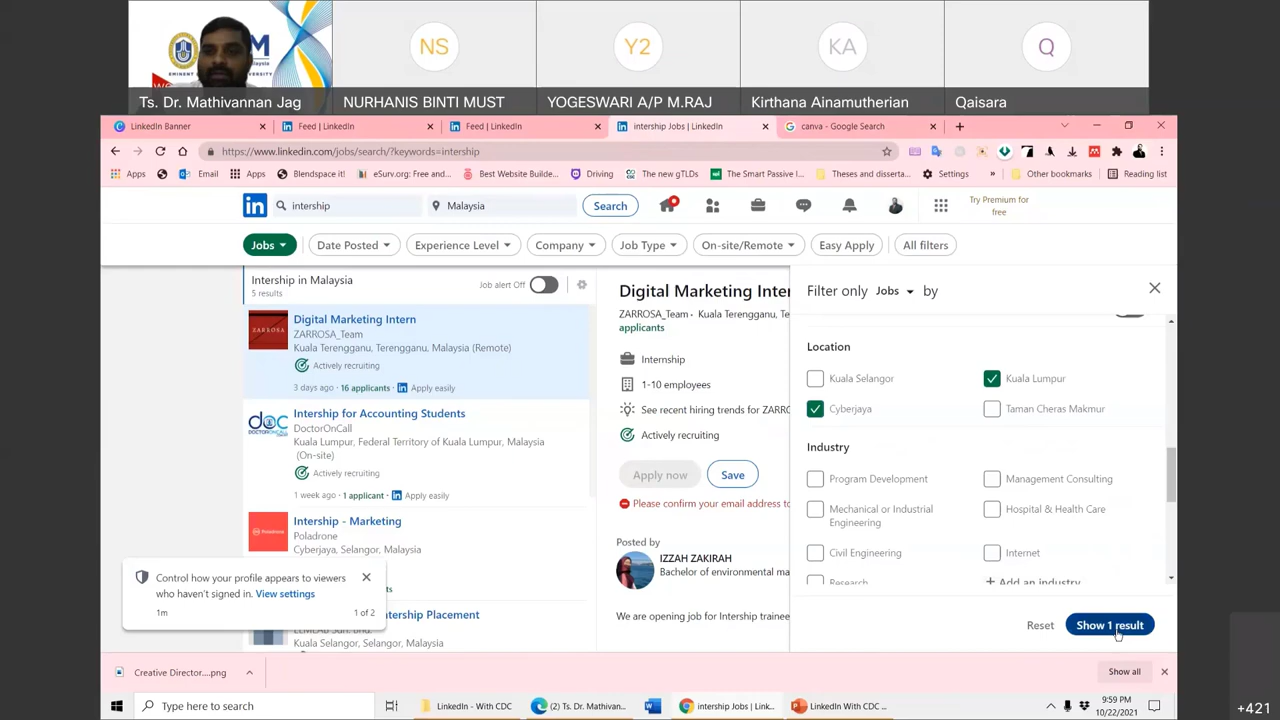 NS
Y2
KA
Q
Ts. Dr. Mathivannan Jag
NURHANIS BINTI MUST
YOGESWARI A/P M.RAJ
Kirthana Ainamutherian
Qaisara
LinkedIn Banner
Feed | LinkedIn
Feed | LinkedIn
intership Jobs | LinkedIn
canva - Google Search
https://www.linkedin.com/jobs/search/?keywords=intership
Apps
Email
Apps
Blendspace tl
eSurv.org: Free and...
Best Website Builde...
Driving
The new gTLDs
The Smart Passive I...
Theses and disserta...
Settings
Other bookmarks
Reading list
intership
Malaysia
Search
Try Premium for
free
Jobs
Date Posted
Experience Level
Company
Job Type
On-site/Remote
Easy Apply
All filters
Intership in Malaysia
5 results
Job alert Off
Digital Marketing Intern
ZARROSA_Team
Kuala Terengganu, Terengganu, Malaysia (Remote)
Actively recruiting
3 days ago · 16 applicants · Apply easily
ZARROSA
Intership for Accounting Students
DoctorOnCall
Kuala Lumpur, Federal Territory of Kuala Lumpur, Malaysia
(On-site)
Actively recruiting
1 week ago · 1 applicant · Apply easily
doc
Intership - Marketing
Poladrone
Cyberjaya, Selangor, Malaysia
tership Placement
Kuala Selangor, Selangor, Malaysia
Control how your profile appears to viewers
who haven't signed in. View settings
1m
1 of 2
Digital Marketing Inter
ZARROSA_Team · Kuala Terengganu, Te
applicants
Internship
1-10 employees
See recent hiring trends for ZARRO
Actively recruiting
Apply now
Save
Please confirm your email address to
Posted by
IZZAH ZAKIRAH
Bachelor of environmental ma
We are opening job for Intership trainee
Filter only Jobs by
Location
Kuala Selangor
Kuala Lumpur
Cyberjaya
Taman Cheras Makmur
Industry
Program Development
Management Consulting
Mechanical or Industrial
Engineering
Hospital & Health Care
Civil Engineering
Internet
Research
+ Add an industry
Reset
Show 1 result
Creative Director....png
Show all
Type here to search
LinkedIn - With CDC
(2) Ts. Dr. Mathivan...
intership Jobs | Link...
LinkedIn With CDC ...
9:59 PM
10/22/2021
+421